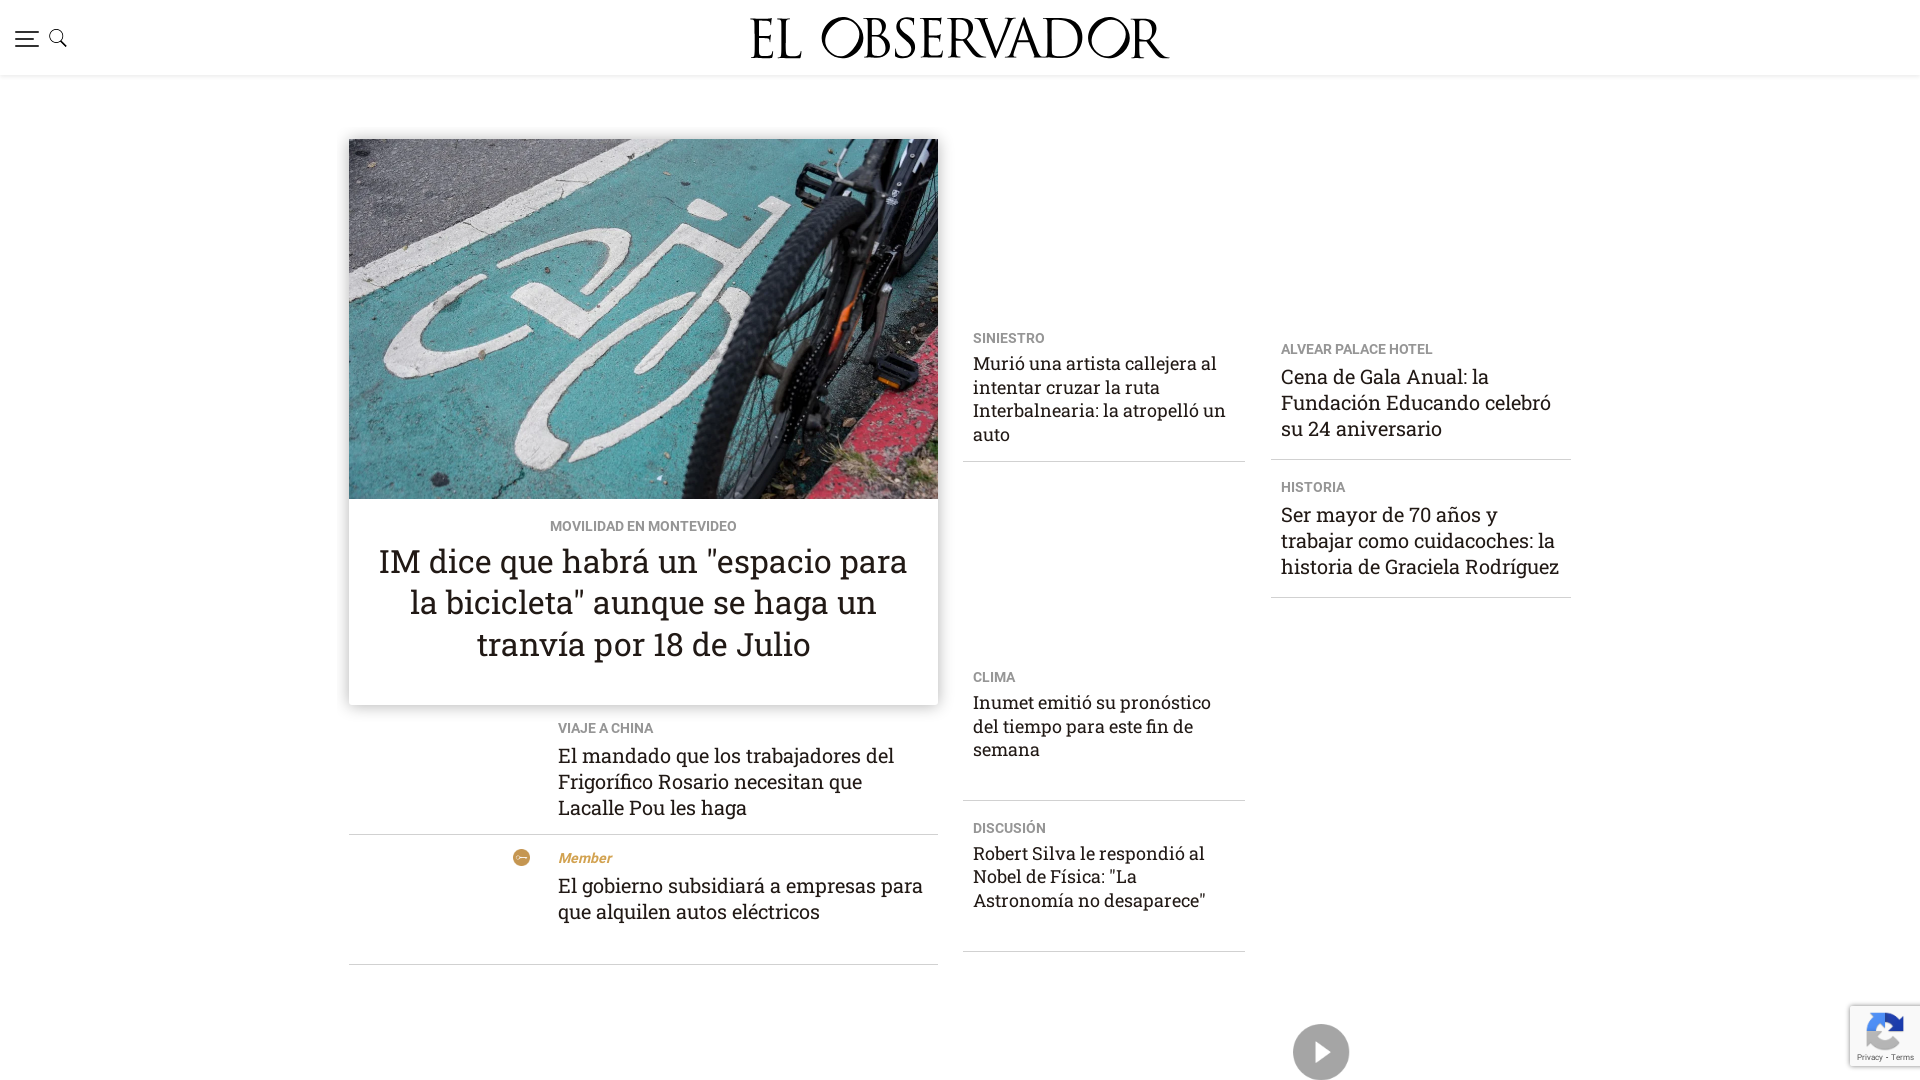 EL OBSERVADOR
MOVILIDAD EN MONTEVIDEO
IM dice que habrá un "espacio para
la bicicleta" aunque se haga un
tranvía por 18 de Julio
VIAJE A CHINA
El mandado que los trabajadores del
Frigorífico Rosario necesitan que
Lacalle Pou les haga
Member
El gobierno subsidiará a empresas para
que alquilen autos eléctricos
SINIESTRO
Murió una artista callejera al
intentar cruzar la ruta
Interbalnearia: la atropelló un
auto
CLIMA
Inumet emitió su pronóstico
del tiempo para este fin de
semana
DISCUSIÓN
Robert Silva le respondió al
Nobel de Física: "La
Astronomía no desaparece"
ALVEAR PALACE HOTEL
Cena de Gala Anual: la
Fundación Educando celebró
su 24 aniversario
HISTORIA
Ser mayor de 70 años y
trabajar como cuidacoches: la
historia de Graciela Rodríguez
Privacy - Terms